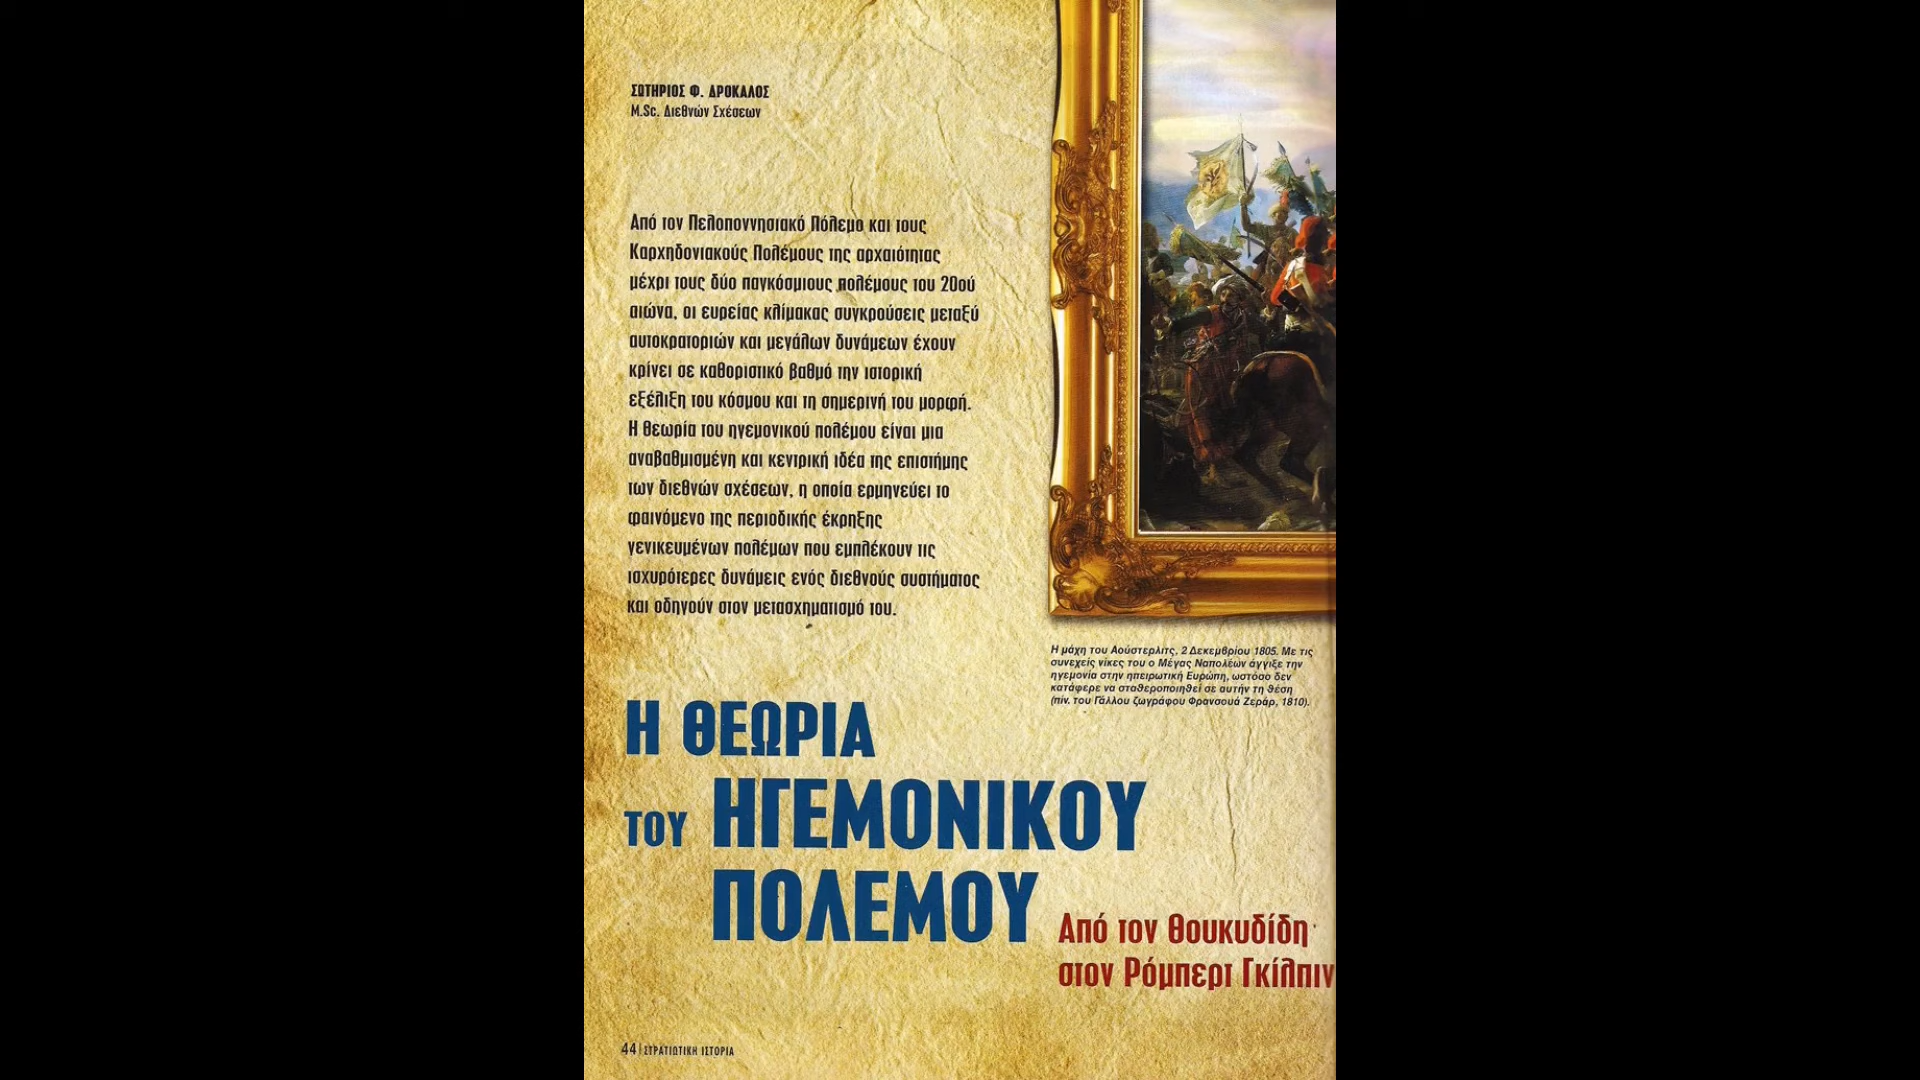 ΣΩΤΗΡΙΟΣ Φ. ΔΡΟΚΑΛΟΣ
M.Sc. Διεθνών Σχέσεων
Από τον Πελοποννησιακό Πόλεμο και τους
Καρχηδονιακούς Πολέμους της αρχαιότητας
μέχρι τους δύο παγκόσμιους πολέμους του 20ού
αιώνα, οι ευρείας κλίμακας συγκρούσεις μεταξύ
αυτοκρατοριών και μεγάλων δυνάμεων έχουν
κρίνει σε καθοριστικό βαθμό την ιστορική
εξέλιξη του κόσμου και τη σημερινή του μορφή.
Η θεωρία του ηγεμονικού πολέμου είναι μια
αναβαθμισμένη και κεντρική ιδέα της επιστήμης
των διεθνών σχέσεων, η οποία ερμηνεύει το
φαινόμενο της περιοδικής έκρηξης
γενικευμένων πολέμων που εμπλέκουν τις
ισχυρότερες δυνάμεις ενός διεθνούς συστήματος
και οδηγούν στον μετασχηματισμό του.
Η μάχη του Αούστερλιτς, 2 Δεκεμβρίου 1805. Με τις
συνεχείς νίκες του ο Μέγας Ναπολέων άγγιξε την
ηγεμονία στην ηπειρωτική Ευρώπη, ωστόσο δεν
κατάφερε να σταθεροποιηθεί σε αυτήν τη θέση
(πίν. του Γάλλου ζωγράφου Φρανσουά Ζεράρ, 1810).
Η ΘΕΩΡΙΑ
ΤΟΥ ΗΓΕΜΟΝΙΚΟΥ
ΠΟΛΕΜΟΥ
Από τον Θουκυδίδη
στον Ρόμπερτ Γκίλπιν
44 | ΣΤΡΑΤΙΩΤΙΚΗ ΙΣΤΟΡΙΑ